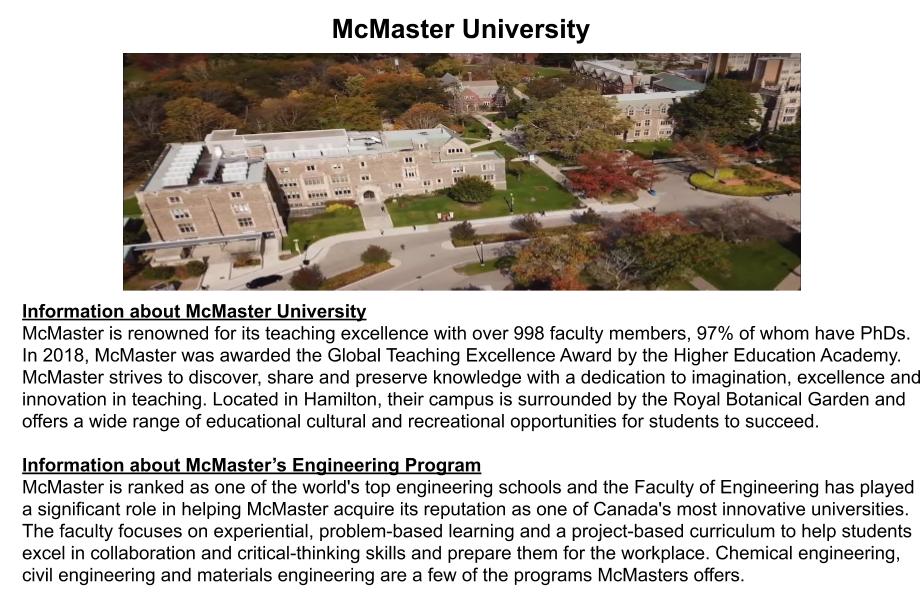 McMaster University
Information about McMaster University
McMaster is renowned for its teaching excellence with over 998 faculty members, 97% of whom have PhDs.
In 2018, McMaster was awarded the Global Teaching Excellence Award by the Higher Education Academy.
McMaster strives to discover, share and preserve knowledge with a dedication to imagination, excellence and
innovation in teaching. Located in Hamilton, their campus is surrounded by the Royal Botanical Garden and
offers a wide range of educational cultural and recreational opportunities for students to succeed.
Information about McMaster’s Engineering Program
McMaster is ranked as one of the world's top engineering schools and the Faculty of Engineering has played
a significant role in helping McMaster acquire its reputation as one of Canada's most innovative universities.
The faculty focuses on experiential, problem-based learning and a project-based curriculum to help students
excel in collaboration and critical-thinking skills and prepare them for the workplace. Chemical engineering,
civil engineering and materials engineering are a few of the programs McMasters offers.